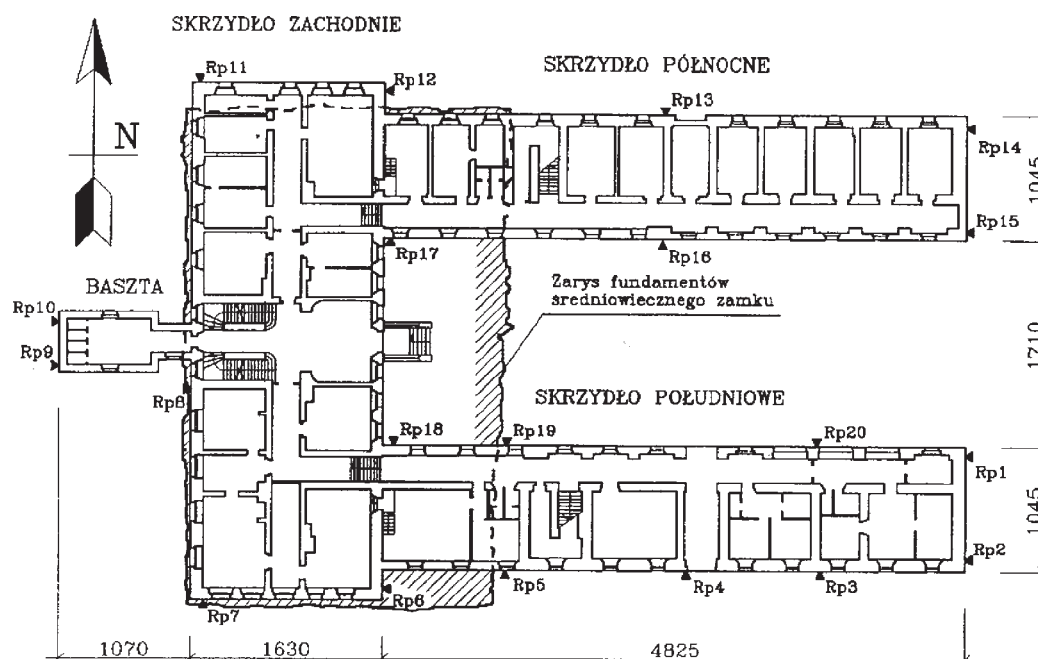 SKRZYDŁO ZACHODNIE
Rp11
Rp12
SKRZYDŁO PÓŁNOCNE
Rp13
N
Rp14
1045
Rp15
Rp17
Rp16
BASZTA
Zarys fundamentów
sredniowiecznego zamku
Rp10
Rp9
1710
Rp8
SKRZYDŁO POŁUDNIOWE
Rp18
Rp19
Rp20
Rp1
1045
Rp2
Rp5
Rp4
Rp3
Rp6
Rp7
1070
1630
4825